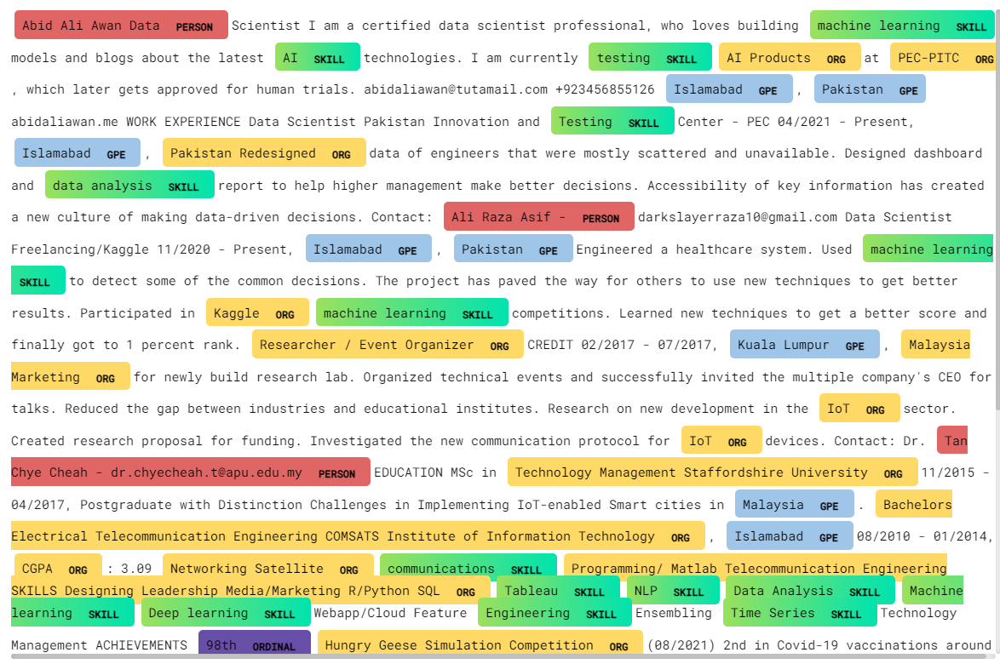 Abid Ali Awan Data PERSON Scientist I am a certified data scientist professional, who loves building machine learning SKILL
models and blogs about the latest AI SKILL technologies. I am currently testing SKILL AI Products ORG at PEC-PITC ORG
, which later gets approved for human trials. abidaliawan@tutamail.com +923456855126 Islamabad GPE , Pakistan GPE
abidaliawan.me WORK EXPERIENCE Data Scientist Pakistan Innovation and Testing SKILL Center - PEC 04/2021 - Present,
Islamabad GPE , Pakistan Redesigned ORG data of engineers that were mostly scattered and unavailable. Designed dashboard
and data analysis SKILL report to help higher management make better decisions. Accessibility of key information has created
a new culture of making data-driven decisions. Contact: Ali Raza Asif - PERSON darkslayerraza10@gmail.com Data Scientist
Freelancing/Kaggle 11/2020 - Present, Islamabad GPE , Pakistan GPE Engineered a healthcare system. Used machine learning
SKILL to detect some of the common decisions. The project has paved the way for others to use new techniques to get better
results. Participated in Kaggle ORG machine learning SKILL competitions. Learned new techniques to get a better score and
finally got to 1 percent rank. Researcher / Event Organizer ORG CREDIT 02/2017 - 07/2017, Kuala Lumpur GPE , Malaysia
Marketing ORG for newly build research lab. Organized technical events and successfully invited the multiple company's CEO for
talks. Reduced the gap between industries and educational institutes. Research on new development in the IoT ORG sector.
Created research proposal for funding. Investigated the new communication protocol for IoT ORG devices. Contact: Dr. Tan
Chye Cheah - dr.chyecheah.t@apu.edu.my PERSON EDUCATION MSc in Technology Management Staffordshire University ORG 11/2015 -
04/2017, Postgraduate with Distinction Challenges in Implementing IoT-enabled Smart cities in Malaysia GPE . Bachelors
Electrical Telecommunication Engineering COMSATS Institute of Information Technology ORG , Islamabad GPE 08/2010 - 01/2014,
CGPA ORG : 3.09 Networking Satellite ORG communications SKILL Programming/ Matlab Telecommunication Engineering
SKILLS Designing Leadership Media/Marketing R/Python SQL ORG Tableau SKILL NLP SKILL Data Analysis SKILL Machine
learning SKILL Deep learning SKILL Webapp/Cloud Feature Engineering SKILL Ensembling Time Series SKILL Technology
Management ACHIEVEMENTS 98th ORDINAL Hungry Geese Simulation Competition ORG (08/2021) 2nd in Covid-19 vaccinations around